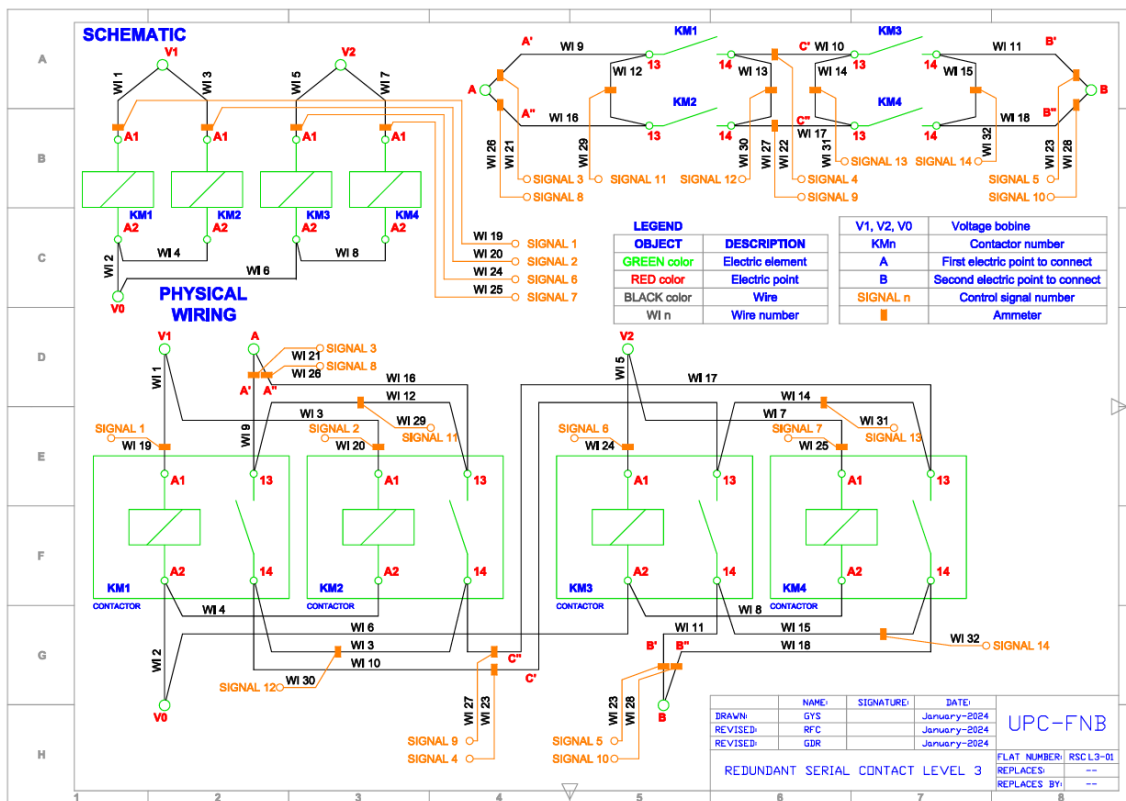 SCHEMATIC
V1
V2
WI 1
WI 3
WI 5
WI 7
A1
A1
A1
A1
KM1
KM2
KM3
KM4
A2
A2
A2
A2
WI 2
WI 4
WI 6
WI 8
V0
WI 19
SIGNAL 1
WI 20
SIGNAL 2
WI 24
SIGNAL 6
WI 25
SIGNAL 7
A'
WI 9
KM1
C'
WI 10
KM3
WI 11
B'
13
14
13
14
WI 12
WI 13
WI 14
WI 15
A
B
A"
WI 16
KM2
C"
WI 17
KM4
WI 18
B"
13
14
13
14
WI 26
WI 21
WI 29
WI 30
WI 27
WI 22
WI 31
WI 32
WI 23
WI 28
SIGNAL 13
SIGNAL 14
SIGNAL 3
SIGNAL 11
SIGNAL 12
SIGNAL 4
SIGNAL 5
SIGNAL 8
SIGNAL 9
SIGNAL 10
LEGEND
OBJECT DESCRIPTION
GREEN color Electric element
RED color Electric point
BLACK color Wire
WI n Wire number
V1, V2, V0 Voltage bobine
KMn Contactor number
A First electric point to connect
B Second electric point to connect
SIGNAL n Control signal number
Ammeter
PHYSICAL
WIRING
V1
A
V2
SIGNAL 3
WI 21
SIGNAL 8
WI 26
WI 1
A'
A"
WI 16
WI 12
WI 5
WI 17
WI 14
WI 3
WI 7
WI 9
WI 29
SIGNAL 11
WI 31
SIGNAL 13
SIGNAL 1
WI 19
SIGNAL 2
WI 20
SIGNAL 6
WI 24
SIGNAL 7
WI 25
A1
13
A1
13
A1
13
A1
13
A2
14
A2
14
A2
14
A2
14
KM1
CONTACTOR
KM2
CONTACTOR
KM3
CONTACTOR
KM4
CONTACTOR
WI 4
WI 8
WI 6
WI 11
WI 15
WI 3
WI 18
WI 10
WI 2
WI 32
SIGNAL 14
SIGNAL 12
WI 30
C"
C'
B'
B"
V0
B
WI 27
WI 23
WI 23
WI 28
SIGNAL 9
SIGNAL 4
SIGNAL 5
SIGNAL 10
NAME: SIGNATURE: DATE:
DRAWN: GYS January-2024
REVISED: RFC January-2024
REVISED: GDR January-2024
UPC-FNB
REDUNDANT SERIAL CONTACT LEVEL 3
FLAT NUMBER: RSCL3-01
REPLACES: --
REPLACES BY: --
A
B
C
D
E
F
G
H
1 2 3 4 5 6 7 8